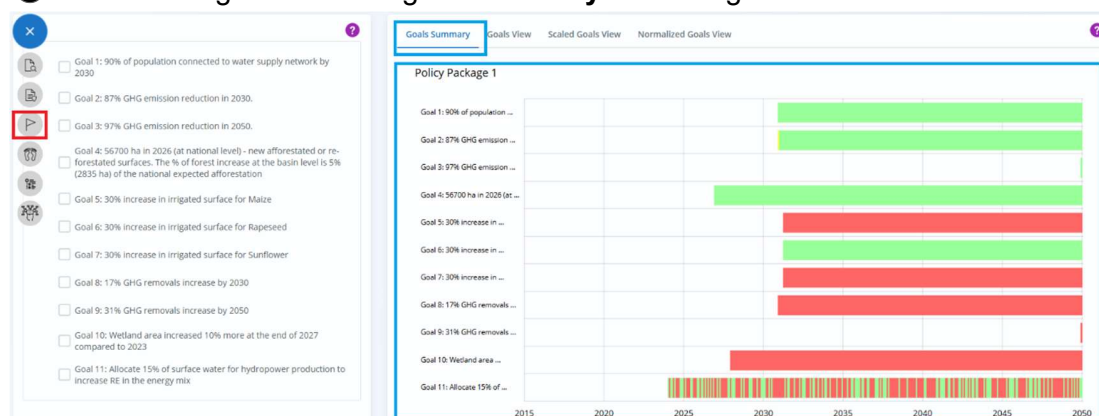 Goals Summary
Goals View
Scaled Goals View
Normalized Goals View
?
?
×
Goal 1: 90% of population connected to water supply network by
2030
Goal 2: 87% GHG emission reduction in 2030.
Goal 3: 97% GHG emission reduction in 2050.
Goal 4: 56700 ha in 2026 (at national level) - new afforestated or re-
forestated surfaces. The % of forest increase at the basin level is 5%
(2835 ha) of the national expected afforestation
Goal 5: 30% increase in irrigated surface for Maize
Goal 6: 30% increase in irrigated surface for Rapeseed
Goal 7: 30% increase in irrigated surface for Sunflower
Goal 8: 17% GHG removals increase by 2030
Goal 9: 31% GHG removals increase by 2050
Goal 10: Wetland area increased 10% more at the end of 2027
compared to 2023
Goal 11: Allocate 15% of surface water for hydropower production to
increase RE in the energy mix
Policy Package 1
Goal 1: 90% of population ...
Goal 2: 87% GHG emission ...
Goal 3: 97% GHG emission ...
Goal 4: 56700 ha in 2026 (at ...
Goal 5: 30% increase in ...
Goal 6: 30% increase in ...
Goal 7: 30% increase in ...
Goal 8: 17% GHG removals ...
Goal 9: 31% GHG removals ...
Goal 10: Wetland area ...
Goal 11: Allocate 15% of ...
2015 2020 2025 2030 2035 2040 2045 2050